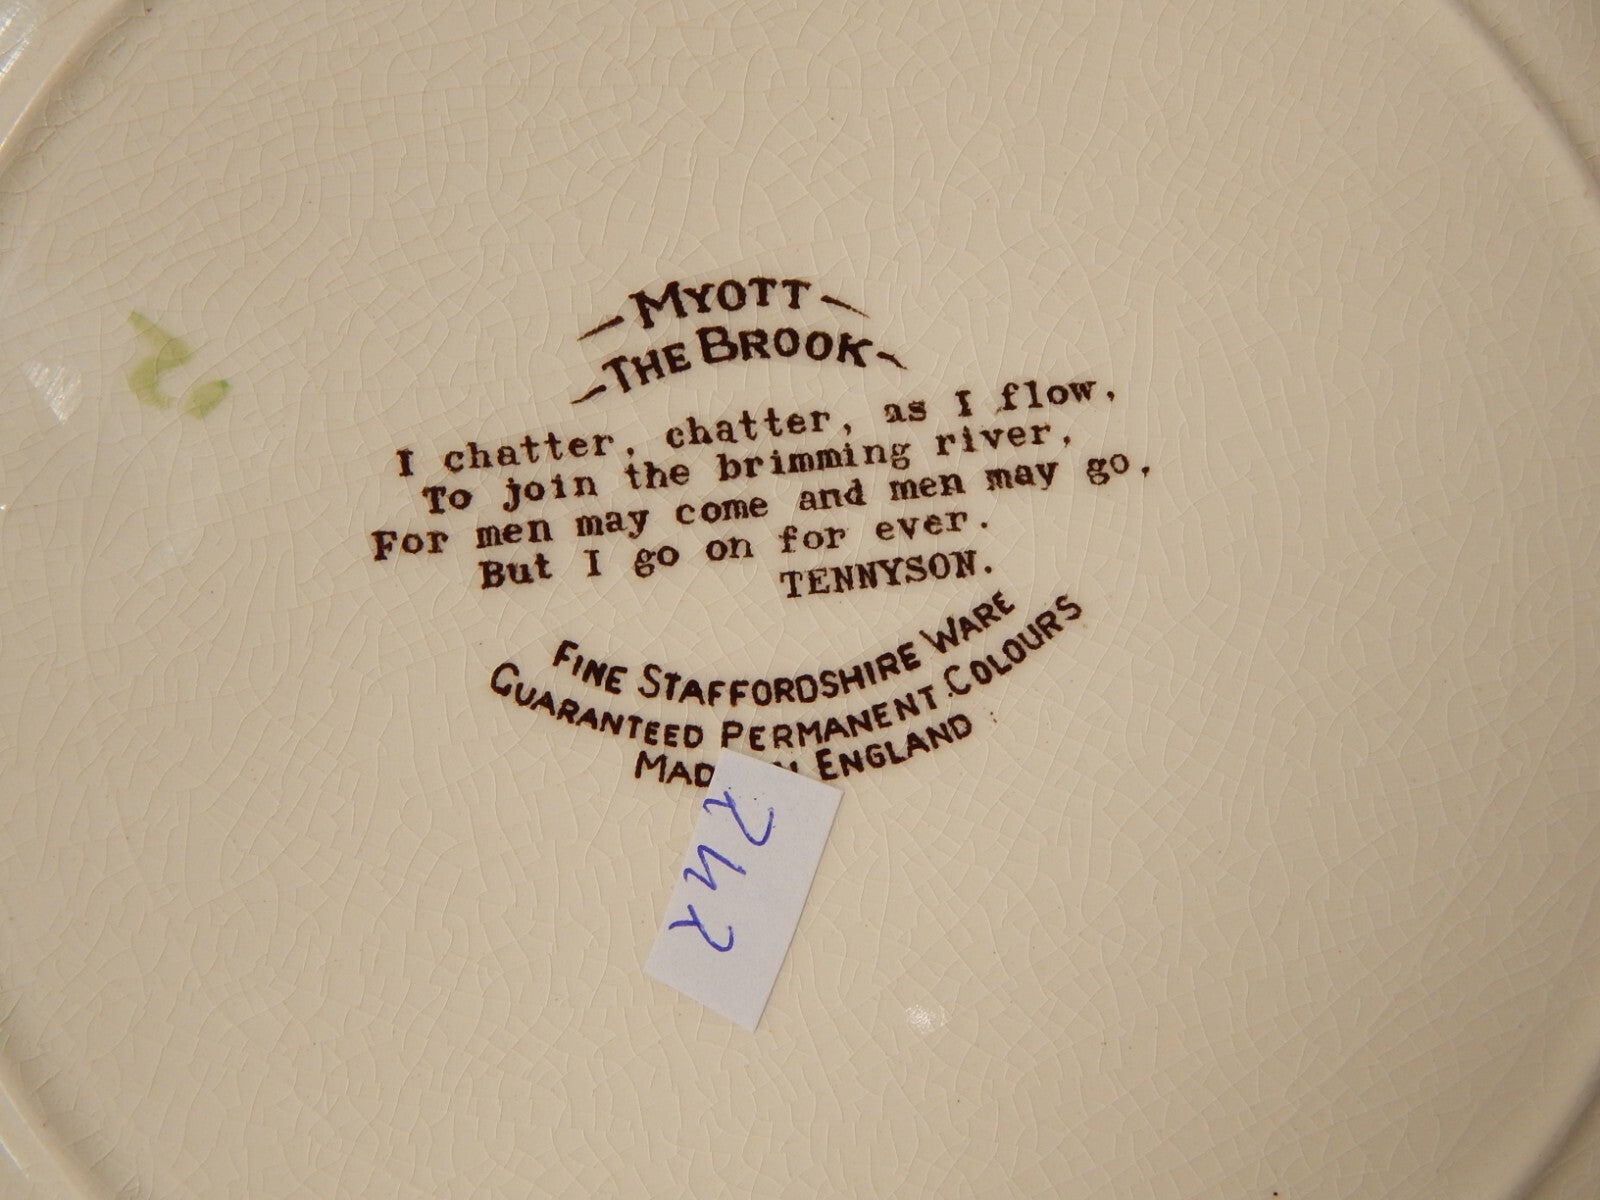 MYOTT
THE BROOK
I chatter, chatter, as I flow,
To join the brimming river,
For men may come and men may go,
But I go on for ever.
TENNYSON.
FINE STAFFORDSHIRE WARE
GUARANTEED PERMANENT COLOURS
ENGLAND
242